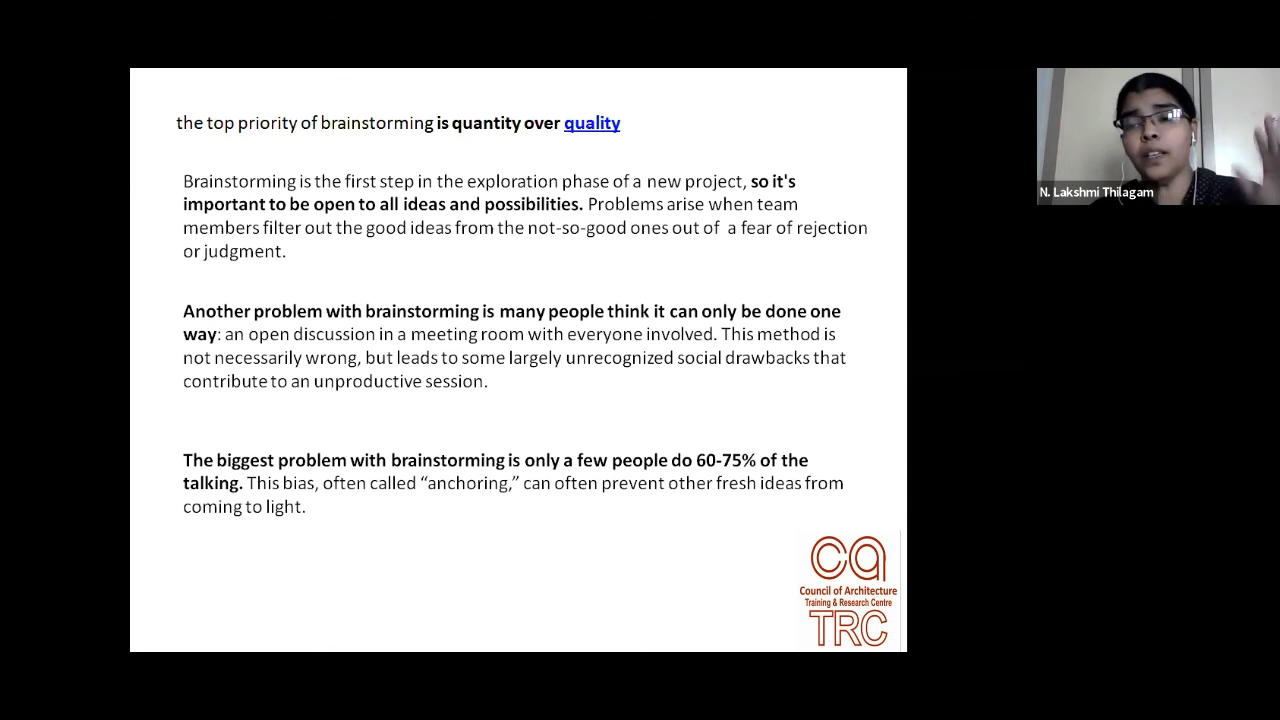 the top priority of brainstorming is quantity over quality
Brainstorming is the first step in the exploration phase of a new project, so it's
important to be open to all ideas and possibilities. Problems arise when team
members filter out the good ideas from the not-so-good ones out of a fear of rejection
or judgment.
Another problem with brainstorming is many people think it can only be done one
way: an open discussion in a meeting room with everyone involved. This method is
not necessarily wrong, but leads to some largely unrecognized social drawbacks that
contribute to an unproductive session.
The biggest problem with brainstorming is only a few people do 60-75% of the
talking. This bias, often called “anchoring,” can often prevent other fresh ideas from
coming to light.
ca
Council of Architecture
Training & Research Centre
TRC
N. Lakshmi Thilagam